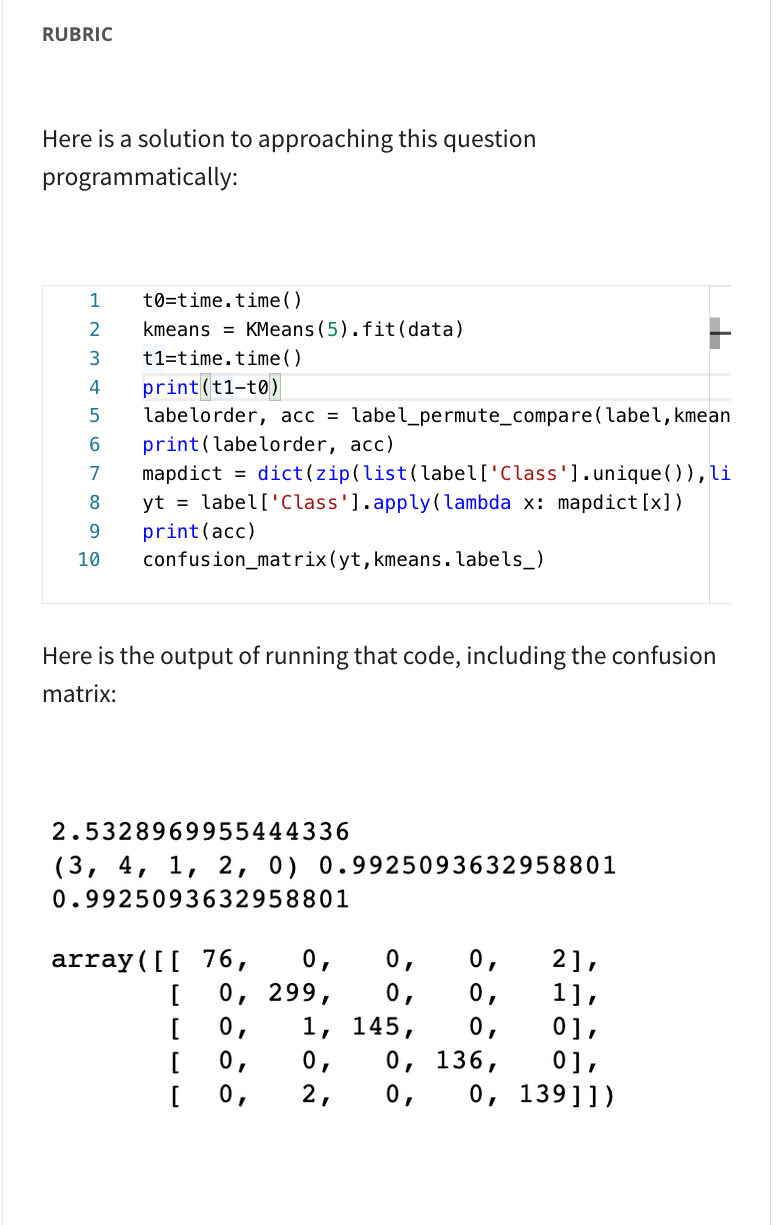 RUBRIC
Here is a solution to approaching this question
programmatically:
1 t0=time.time()
2 kmeans = KMeans(5).fit(data)
3 t1=time.time()
4 print(t1-t0)
5 labelorder, acc = label_permute_compare(label,kmean
6 print(labelorder, acc)
7 mapdict = dict(zip(list(label['Class'].unique()),li
8 yt = label['Class'].apply(lambda x: mapdict[x])
9 print(acc)
10 confusion_matrix(yt,kmeans.labels_)
Here is the output of running that code, including the confusion
matrix:
2.5328969955444336
(3, 4, 1, 2, 0) 0.9925093632958801
0.9925093632958801
array([[ 76,   0,   0,   0,   2],
       [  0, 299,   0,   0,   1],
       [  0,   1, 145,   0,   0],
       [  0,   0,   0, 136,   0],
       [  0,   2,   0,   0, 139]])